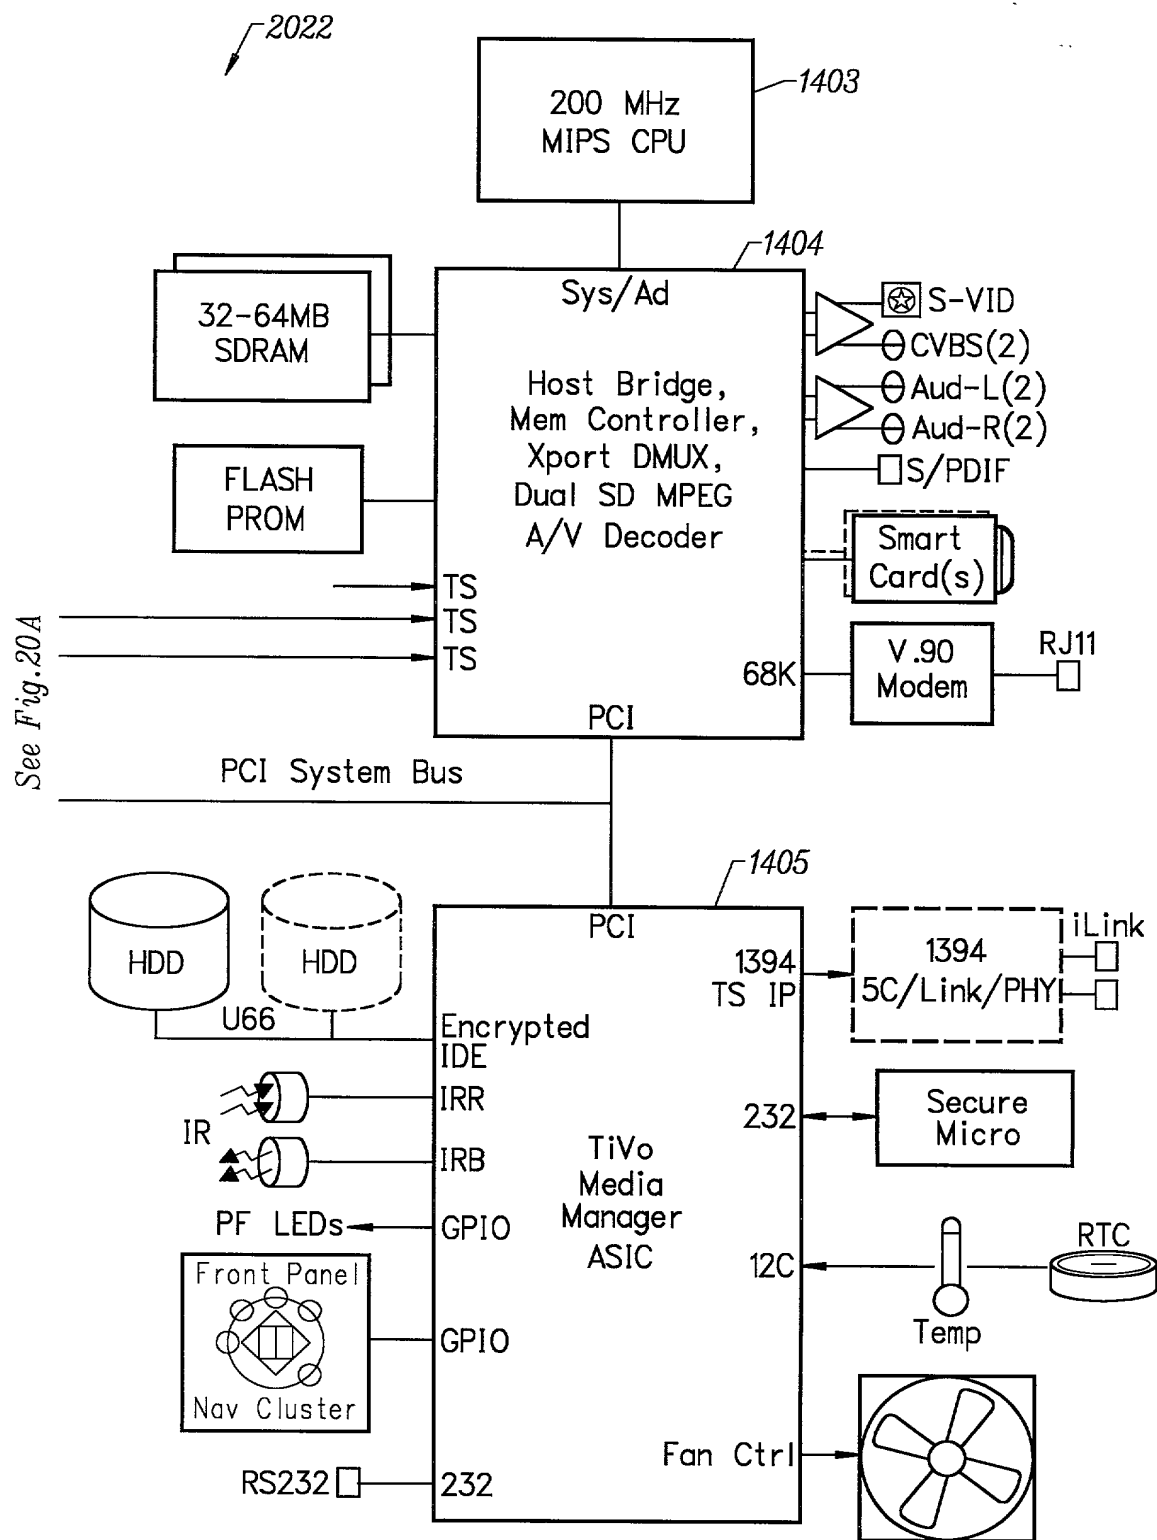 2022
200 MHz
MIPS CPU
1403
1404
Sys/Ad
32-64MB
SDRAM
S-VID
CVBS(2)
Host Bridge,
Mem Controller,
Xport DMUX,
Dual SD MPEG
A/V Decoder
Aud-L(2)
Aud-R(2)
S/PDIF
FLASH
PROM
Smart
Card(s)
TS
TS
TS
See Fig.20A
68K
V.90
Modem
RJ11
PCI
PCI System Bus
1405
PCI
HDD
HDD
U66
1394
TS IP
1394
5C/Link/PHY
iLink
Encrypted
IDE
IR
IRR
IRB
232
Secure
Micro
TiVo
Media
Manager
ASIC
PF LEDs
GPIO
12C
Temp
RTC
Front Panel
Nav Cluster
GPIO
Fan Ctrl
RS232
232